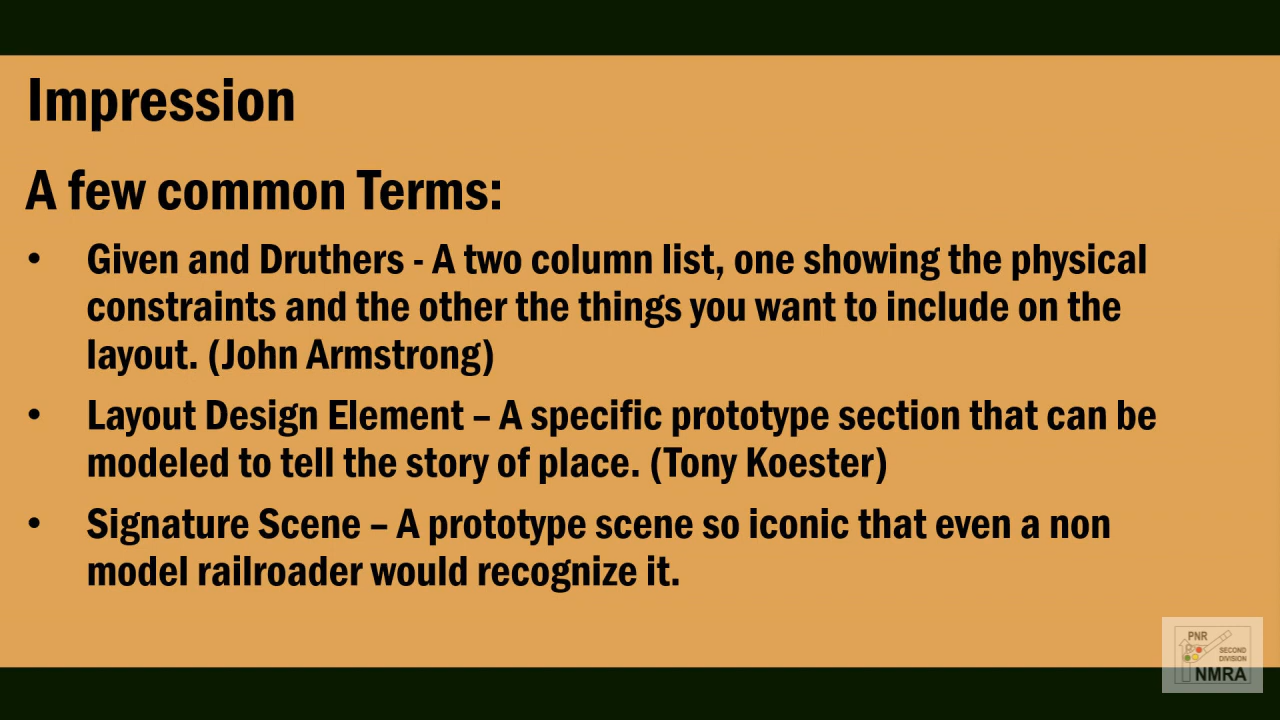 Impression
A few common Terms:
• Given and Druthers - A two column list, one showing the physical
constraints and the other the things you want to include on the
layout. (John Armstrong)
• Layout Design Element – A specific prototype section that can be
modeled to tell the story of place. (Tony Koester)
• Signature Scene – A prototype scene so iconic that even a non
model railroader would recognize it.
PNR
SECOND
DIVISION
NMRA